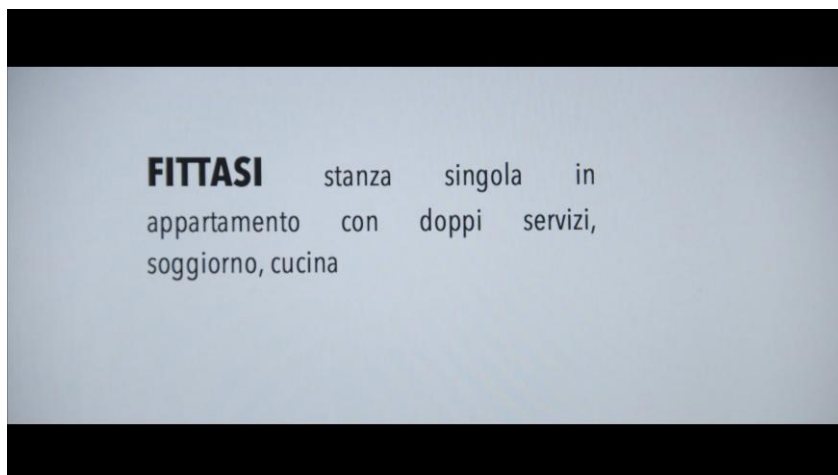 FITTASI stanza singola in
appartamento con doppi servizi,
soggiorno, cucina